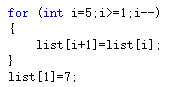 for (int i=5;i>=1;i--)
{
    list[i+1]=list[i];
}
list[1]=7;